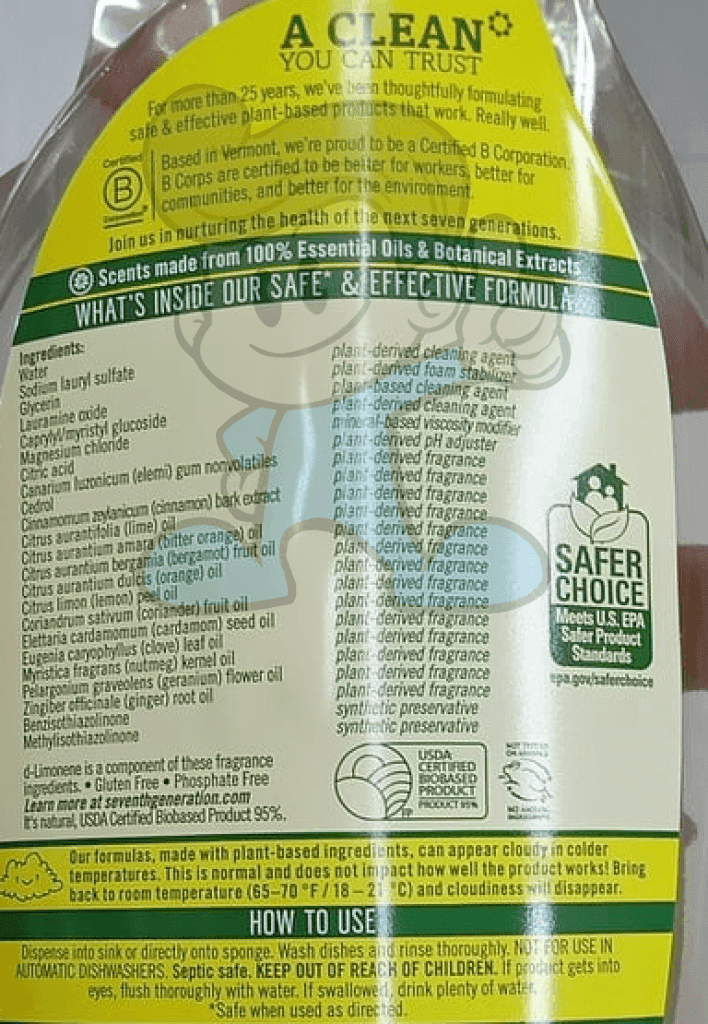 A CLEAN
YOU CAN TRUST
For more than 25 years, we've been thoughtfully formulating
safe & effective plant-based products that work. Really well.
Certified
B
Corporation
Based in Vermont, we're proud to be a Certified B Corporation.
B Corps are certified to be better for workers, better for
communities, and better for the environment.
Join us in nurturing the health of the next seven generations.
Scents made from 100% Essential Oils & Botanical Extracts
WHAT'S INSIDE OUR SAFE* & EFFECTIVE FORMULA
Ingredients:
Water
Sodium lauryl sulfate
Glycerin
Lauramine oxide
Caprylyl/myristyl glucoside
Magnesium chloride
Citric acid
Canarium luzonicum (elemi) gum nonvolatiles
Cedrol
Cinnamomum zeylanicum (cinnamon) bark extract
Citrus aurantifolia (lime) oil
Citrus aurantium amara (bitter orange) oil
Citrus aurantium bergamia (bergamot) fruit oil
Citrus aurantium dulcis (orange) oil
Citrus limon (lemon) peel oil
Coriandrum sativum (coriander) fruit oil
Elettaria cardamomum (cardamom) seed oil
Eugenia caryophyllus (clove) leaf oil
Myristica fragrans (nutmeg) kernel oil
Pelargonium graveolens (geranium) flower oil
Zingiber officinale (ginger) root oil
Benzisothiazolinone
Methylisothiazolinone
plant-derived cleaning agent
plant-derived foam stabilizer
plant-based cleaning agent
plant-derived cleaning agent
mineral-based viscosity modifier
plant-derived pH adjuster
plant-derived fragrance
plant-derived fragrance
plant-derived fragrance
plant-derived fragrance
plant-derived fragrance
plant-derived fragrance
plant-derived fragrance
plant-derived fragrance
plant-derived fragrance
plant-derived fragrance
plant-derived fragrance
plant-derived fragrance
plant-derived fragrance
plant-derived fragrance
synthetic preservative
synthetic preservative
SAFER
CHOICE
Meets U.S. EPA
Safer Product
Standards
epa.gov/saferchoice
d-Limonene is a component of these fragrance
ingredients. • Gluten Free • Phosphate Free
Learn more at seventhgeneration.com
It's natural, USDA Certified Biobased Product 95%.
USDA
CERTIFIED
BIOBASED
PRODUCT
PRODUCT 95%
FP
NOT TESTED
ON ANIMALS
NO ANIMAL
INGREDIENTS
Our formulas, made with plant-based ingredients, can appear cloudy in colder
temperatures. This is normal and does not impact how well the product works! Bring
back to room temperature (65–70 °F / 18 – 21 °C) and cloudiness will disappear.
HOW TO USE
Dispense into sink or directly onto sponge. Wash dishes and rinse thoroughly. NOT FOR USE IN
AUTOMATIC DISHWASHERS. Septic safe. KEEP OUT OF REACH OF CHILDREN. If product gets into
eyes, flush thoroughly with water. If swallowed, drink plenty of water.
*Safe when used as directed.